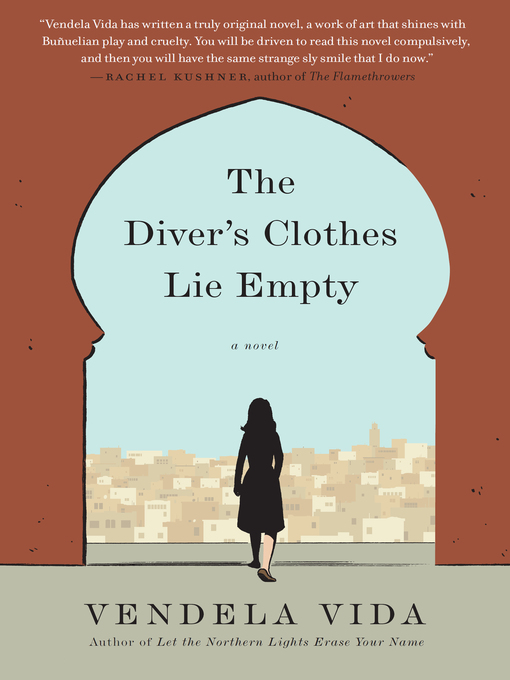 “Vendela Vida has written a truly original novel, a work of art that shines with
Buñuelian play and cruelty. You will be driven to read this novel compulsively,
and then you will have the same strange sly smile that I do now.”
—RACHEL KUSHNER, author of The Flamethrowers
The
Diver’s Clothes
Lie Empty
a novel
VENDELA VIDA
Author of Let the Northern Lights Erase Your Name